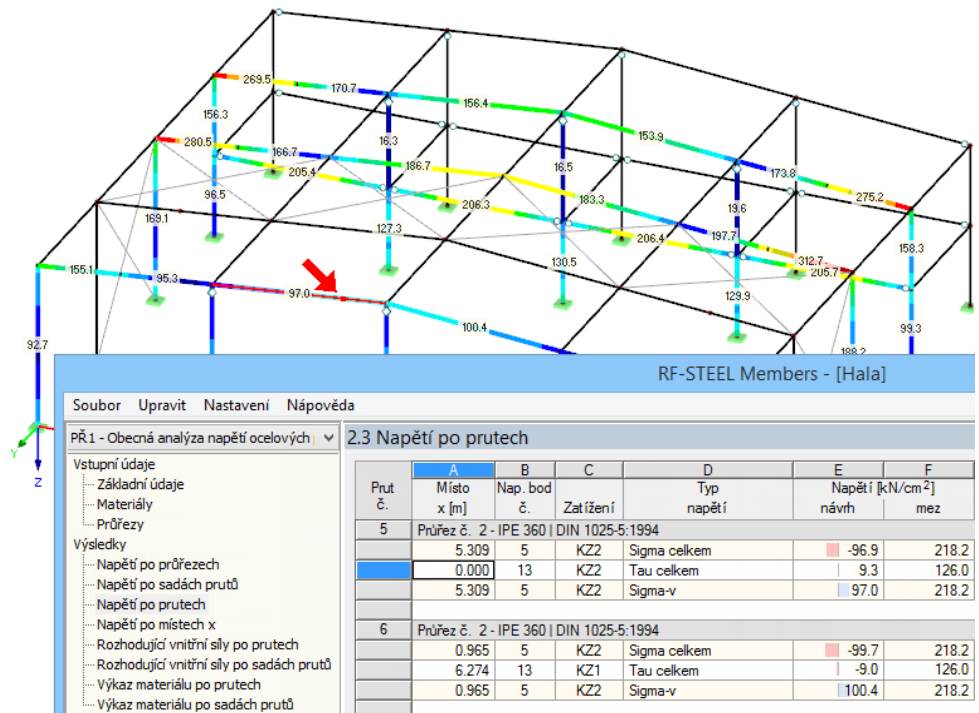 269.5
170.7
156.4
153.9
173.8
275.2
156.3
16.3
16.5
19.6
158.3
280.5
166.7
186.7
183.3
197.7
312.7
205.4
206.3
206.4
205.7
96.5
169.1
127.3
130.5
129.9
99.3
155.1
95.3
97.0
100.4
92.7
188.2
Y
Z
RF-STEEL Members - [Hala]
Soubor Upravit Nastavení Nápověda
PŘ1 - Obecná analýza napětí ocelových
2.3 Napětí po prutech
Vstupní údaje
Základní údaje
Materiály
Průřezy
Výsledky
Napětí po průřezech
Napětí po sadách prutů
Napětí po prutech
Napětí po místech x
Rozhodující vnitřní síly po prutech
Rozhodující vnitřní síly po sadách prutů
Výkaz materiálu po prutech
Výkaz materiálu po sadách prutů
A B C D E F
Prut Místo Nap. bod Typ Napětí [kN/cm²]
č. x [m] č. Zatížení napětí návrh mez
5 Průřez č. 2 - IPE 360 | DIN 1025-5:1994
5.309 5 KZ2 Sigma celkem -96.9 218.2
0.000 13 KZ2 Tau celkem 9.3 126.0
5.309 5 KZ2 Sigma-v 97.0 218.2
6 Průřez č. 2 - IPE 360 | DIN 1025-5:1994
0.965 5 KZ2 Sigma celkem -99.7 218.2
6.274 13 KZ1 Tau celkem -9.0 126.0
0.965 5 KZ2 Sigma-v 100.4 218.2